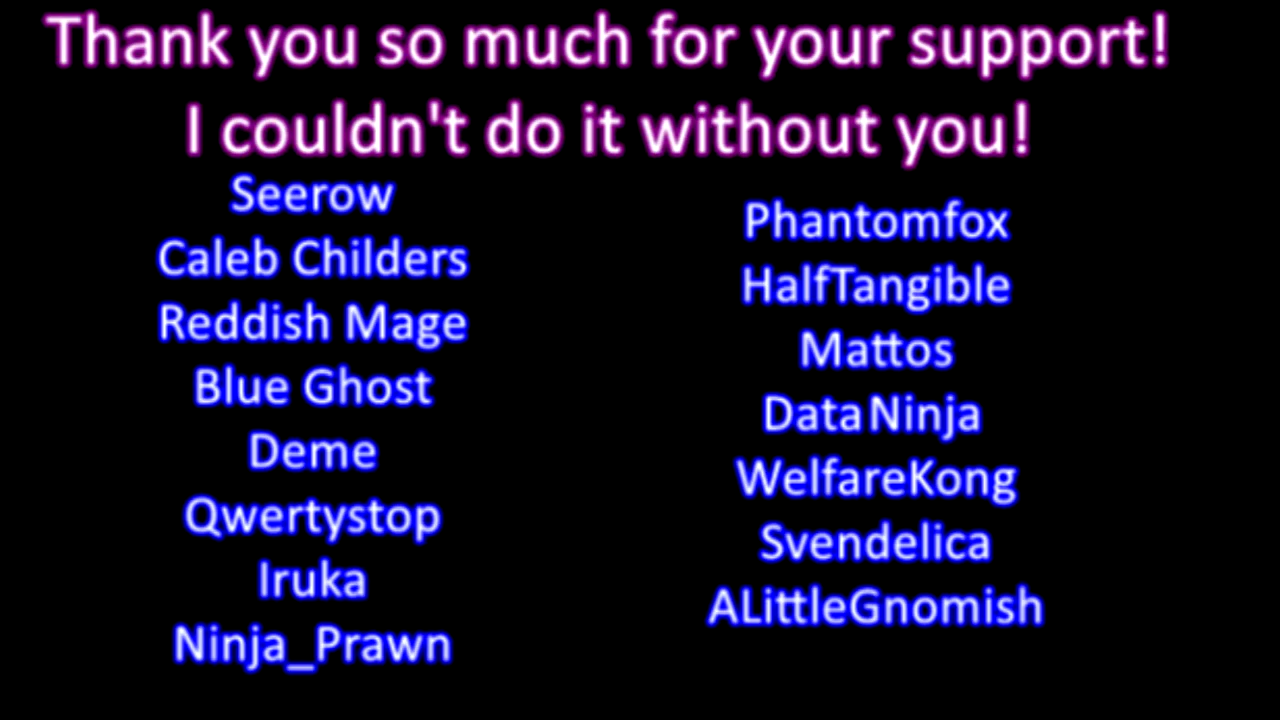 Thank you so much for your support!
I couldn't do it without you!
Seerow
Caleb Childers
Reddish Mage
Blue Ghost
Deme
Qwertystop
Iruka
Ninja_Prawn
Phantomfox
HalfTangible
Mattos
Data Ninja
WelfareKong
Svendelica
ALittleGnomish